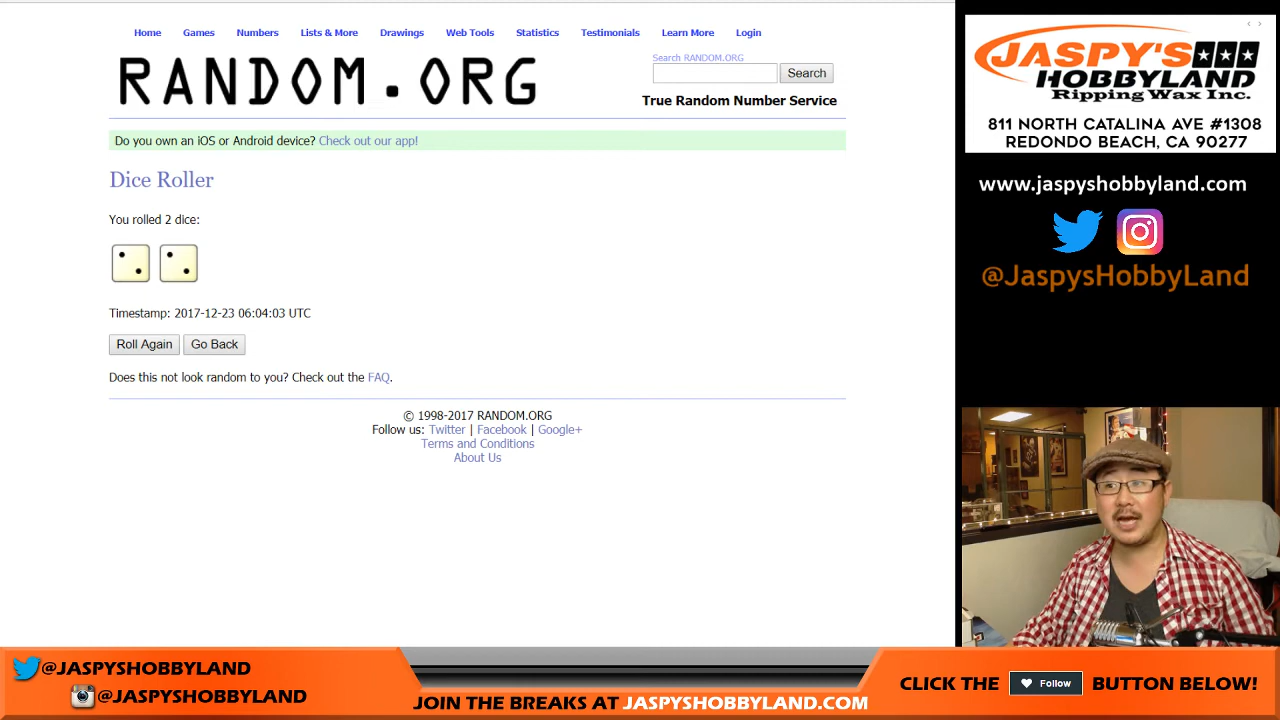 Home Games Numbers Lists & More Drawings Web Tools Statistics Testimonials Learn More Login
RANDOM.ORG
Search RANDOM.ORG
Search
True Random Number Service
Do you own an iOS or Android device? Check out our app!
Dice Roller
You rolled 2 dice:
Timestamp: 2017-12-23 06:04:03 UTC
Roll Again Go Back
Does this not look random to you? Check out the FAQ.
© 1998-2017 RANDOM.ORG
Follow us: Twitter | Facebook | Google+
Terms and Conditions
About Us
JASPY'S
HOBBYLAND
Ripping Wax Inc.
811 NORTH CATALINA AVE #1308
REDONDO BEACH, CA 90277
www.jaspyshobbyland.com
@JaspysHobbyLand
@JASPYSHOBBYLAND
@JASPYSHOBBYLAND
JOIN THE BREAKS AT JASPYSHOBBYLAND.COM
CLICK THE Follow BUTTON BELOW!